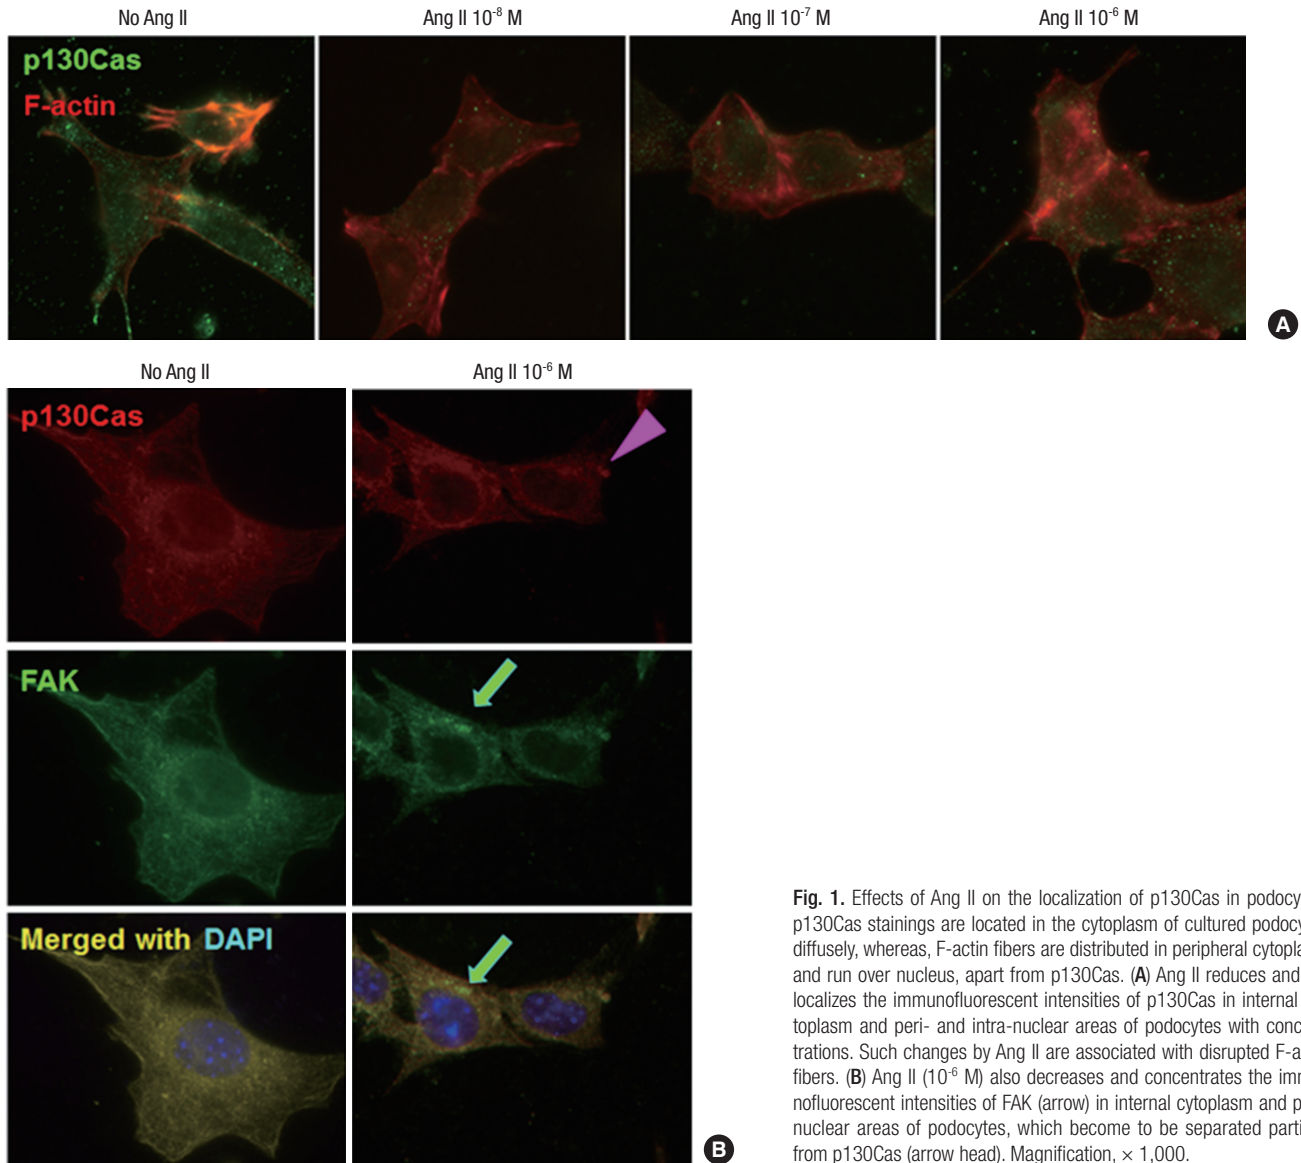 No Ang II
Ang II 10⁻⁸ M
Ang II 10⁻⁷ M
Ang II 10⁻⁶ M
p130Cas
F-actin
A
No Ang II
Ang II 10⁻⁶ M
p130Cas
FAK
Merged with DAPI
B
Fig. 1. Effects of Ang II on the localization of p130Cas in podocy
p130Cas stainings are located in the cytoplasm of cultured podocy
diffusely, whereas, F-actin fibers are distributed in peripheral cytopla
and run over nucleus, apart from p130Cas. (A) Ang II reduces and
localizes the immunofluorescent intensities of p130Cas in internal
toplasm and peri- and intra-nuclear areas of podocytes with conc
trations. Such changes by Ang II are associated with disrupted F-a
fibers. (B) Ang II (10⁻⁶ M) also decreases and concentrates the imm
nofluorescent intensities of FAK (arrow) in internal cytoplasm and p
nuclear areas of podocytes, which become to be separated parti
from p130Cas (arrow head). Magnification, × 1,000.